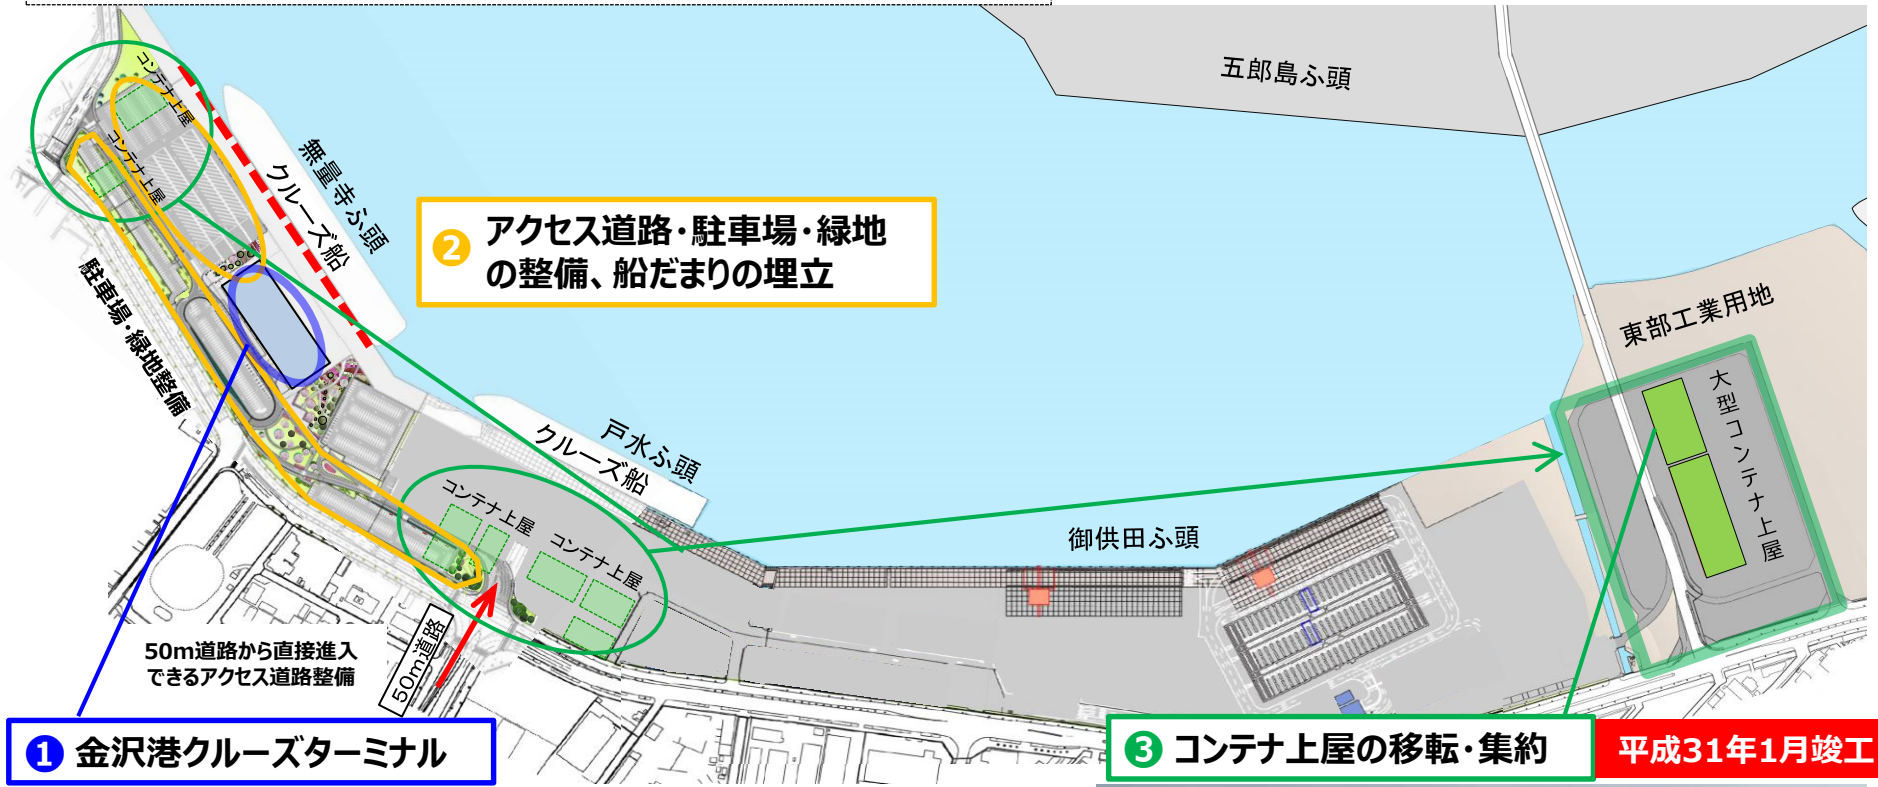 五郎島ふ頭
コンテナ上屋
コンテナ上屋
無量寺ふ頭
クルーズ船
❷ アクセス道路・駐車場・緑地
の整備、船だまりの埋立
駐車場・緑地整備
東部工業用地
大型コンテナ上屋
戸水ふ頭
クルーズ船
コンテナ上屋
コンテナ上屋
御供田ふ頭
50m道路から直接進入
できるアクセス道路整備
50m道路
❶ 金沢港クルーズターミナル
❸ コンテナ上屋の移転・集約
平成31年1月竣工